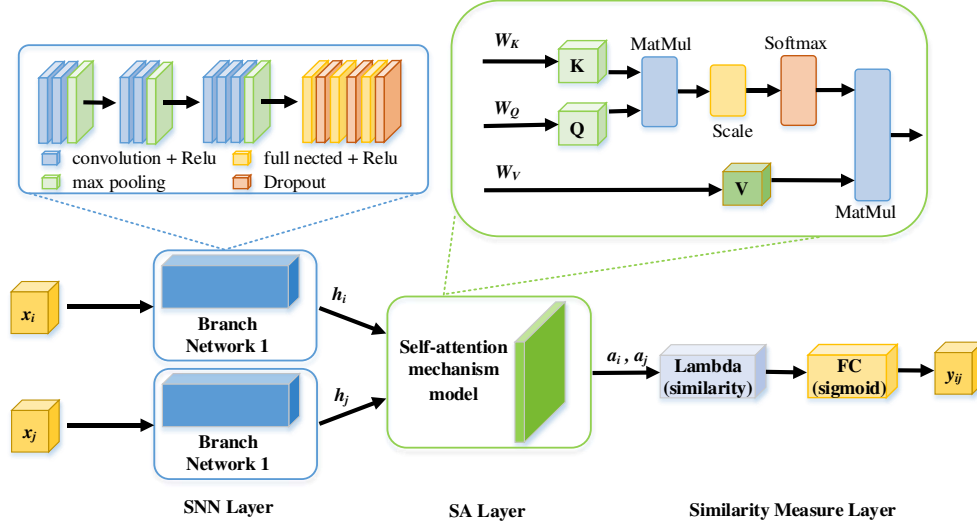 convolution + Relu
full nected + Relu
max pooling
Dropout
W_K
K
MatMul
Softmax
W_Q
Q
Scale
W_V
V
MatMul
x_i
Branch
Network 1
h_i
x_j
Branch
Network 1
h_j
Self-attention
mechanism
model
a_i , a_j
Lambda
(similarity)
FC
(sigmoid)
y_ij
SNN Layer
SA Layer
Similarity Measure Layer